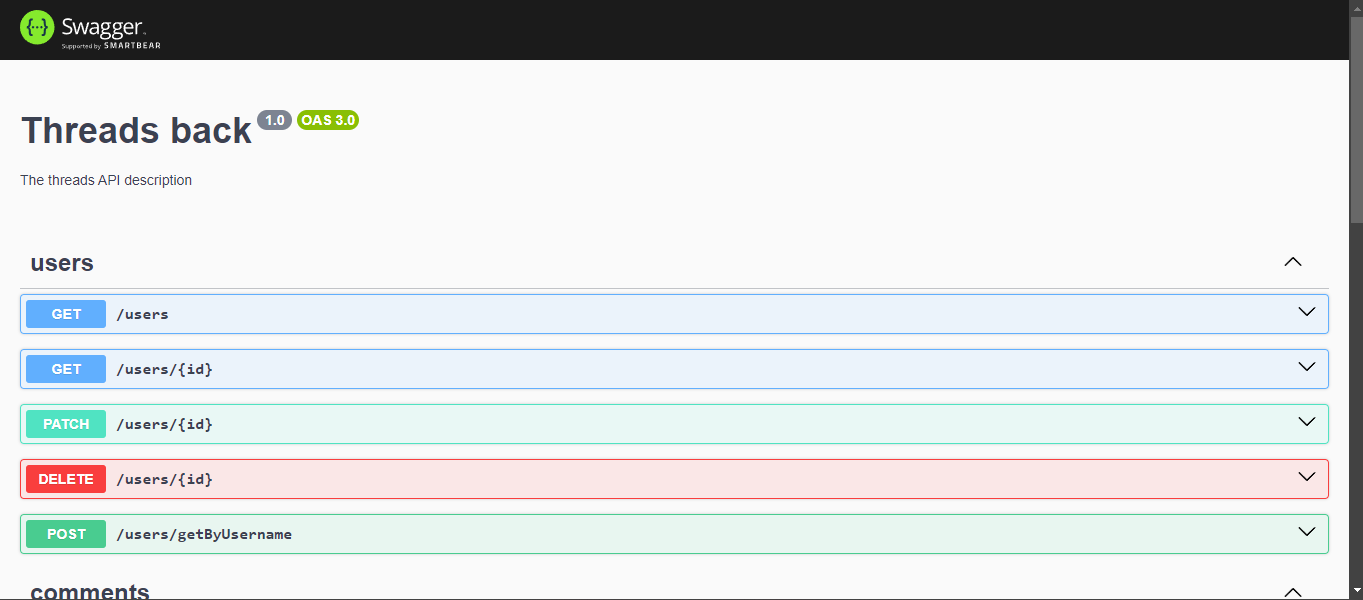 {···} Swagger™
Supported by SMARTBEAR
Threads back 1.0 OAS 3.0
The threads API description
users
GET /users
GET /users/{id}
PATCH /users/{id}
DELETE /users/{id}
POST /users/getByUsername
comments